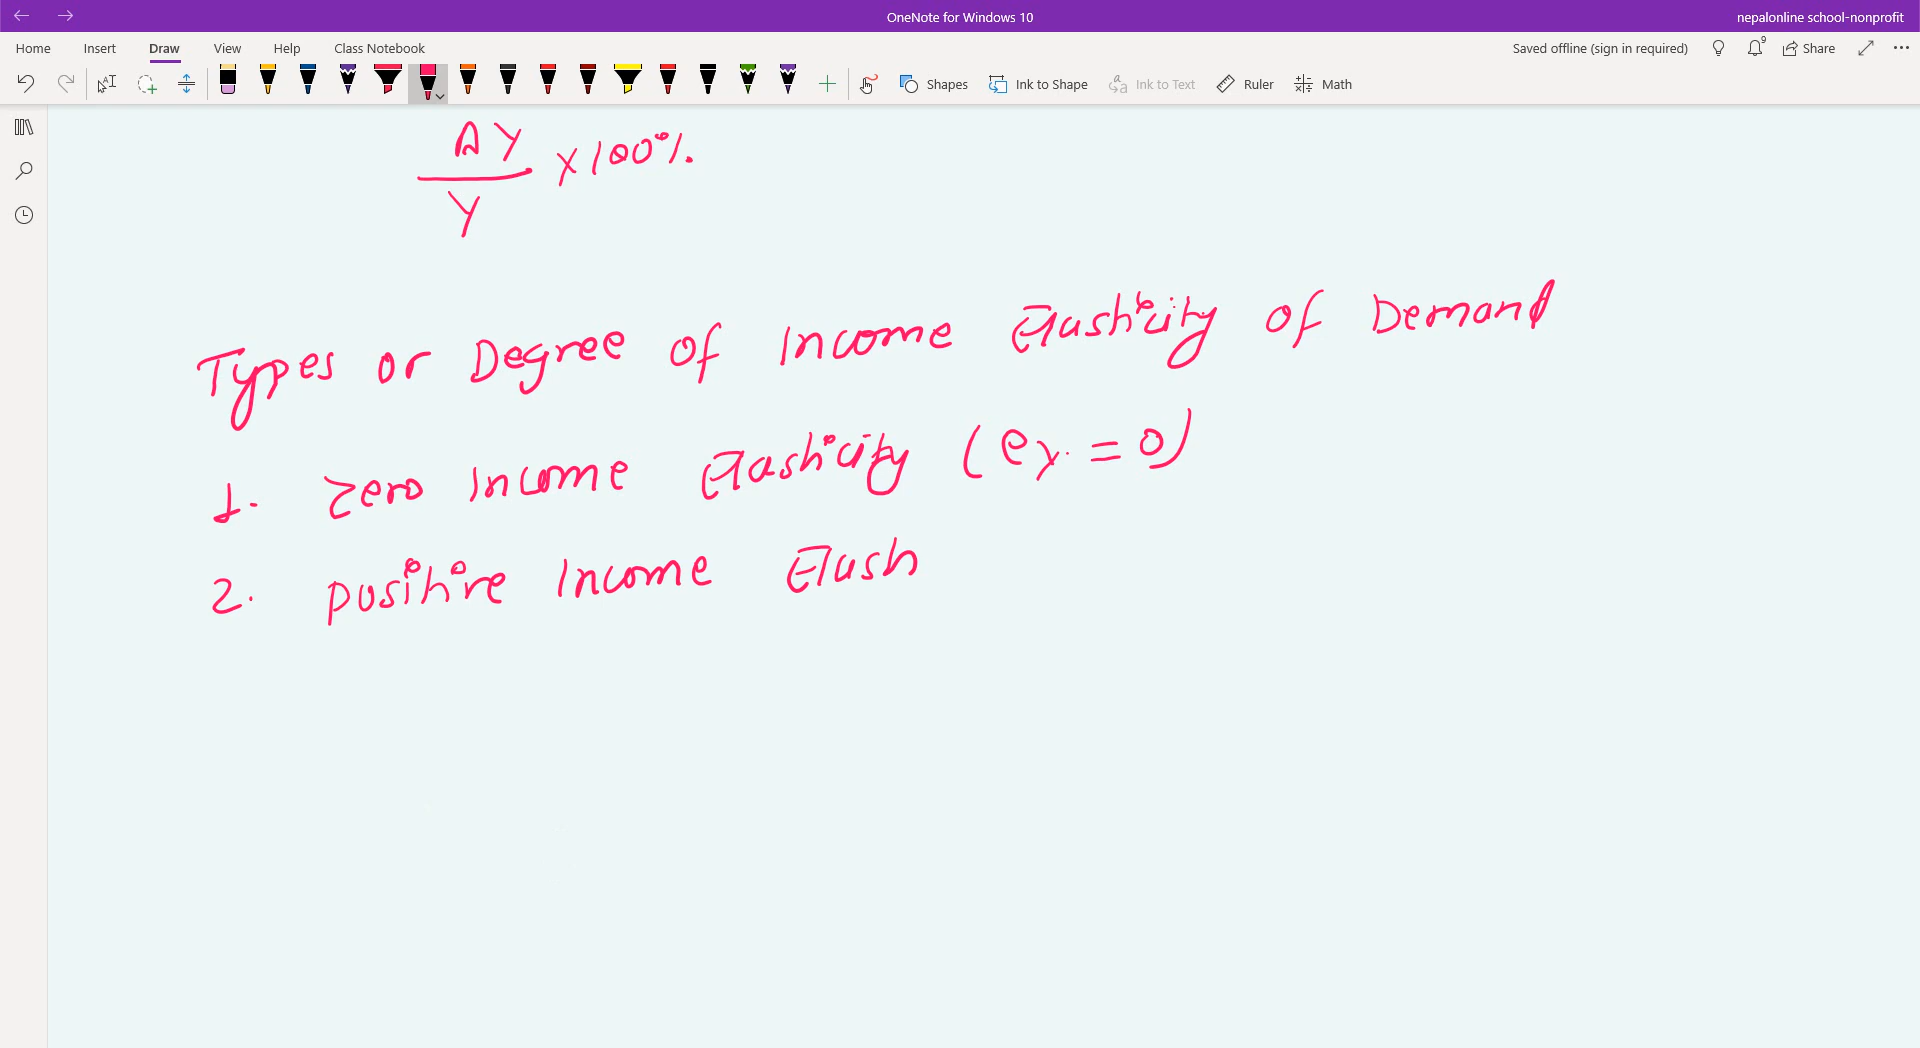 OneNote for Windows 10
nepalonline school-nonprofit
Home Insert Draw View Help Class Notebook
Saved offline (sign in required) 9 Share
Shapes Ink to Shape Ink to Text Ruler Math
ΔY
× 100%
Y
Types or Degree of Income Elasticity of Demand
1. Zero Income Elasticity (ey = 0)
2. positive Income Elasti